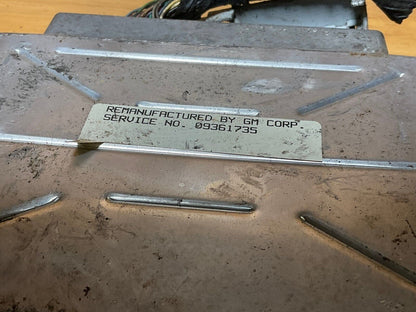 REMANUFACTURED BY GM CORP.
SERVICE NO. 09361735